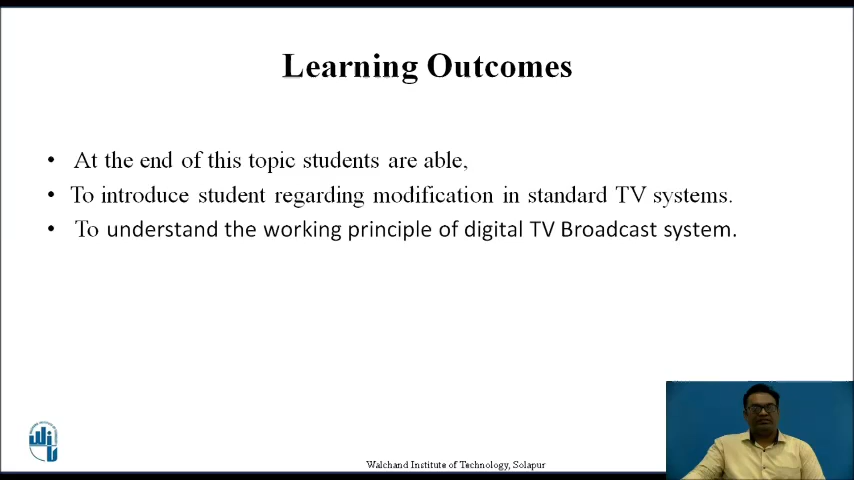 Learning Outcomes
• At the end of this topic students are able,
• To introduce student regarding modification in standard TV systems.
• To understand the working principle of digital TV Broadcast system.
Walchand Institute of Technology, Solapur